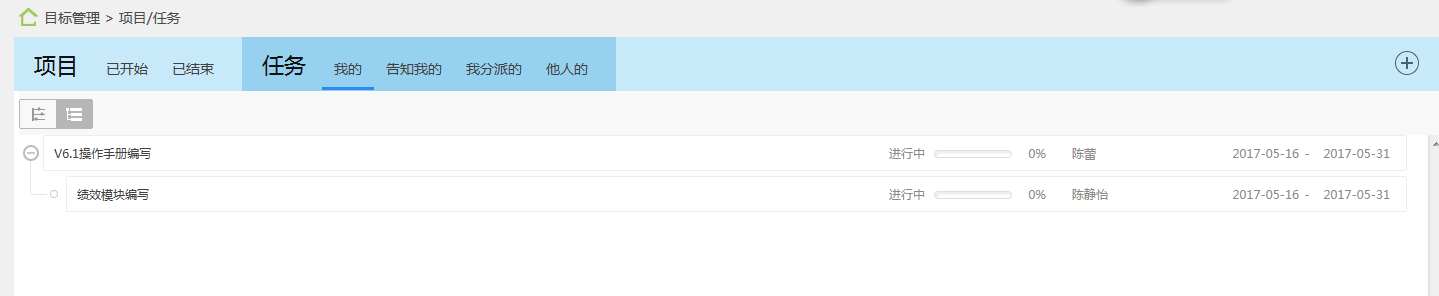 目标管理 > 项目/任务
项目 已开始 已结束 任务 我的 告知我的 我分派的 他人的
V6.1操作手册编写 进行中 0% 陈蕾 2017-05-16 - 2017-05-31
绩效模块编写 进行中 0% 陈静怡 2017-05-16 - 2017-05-31